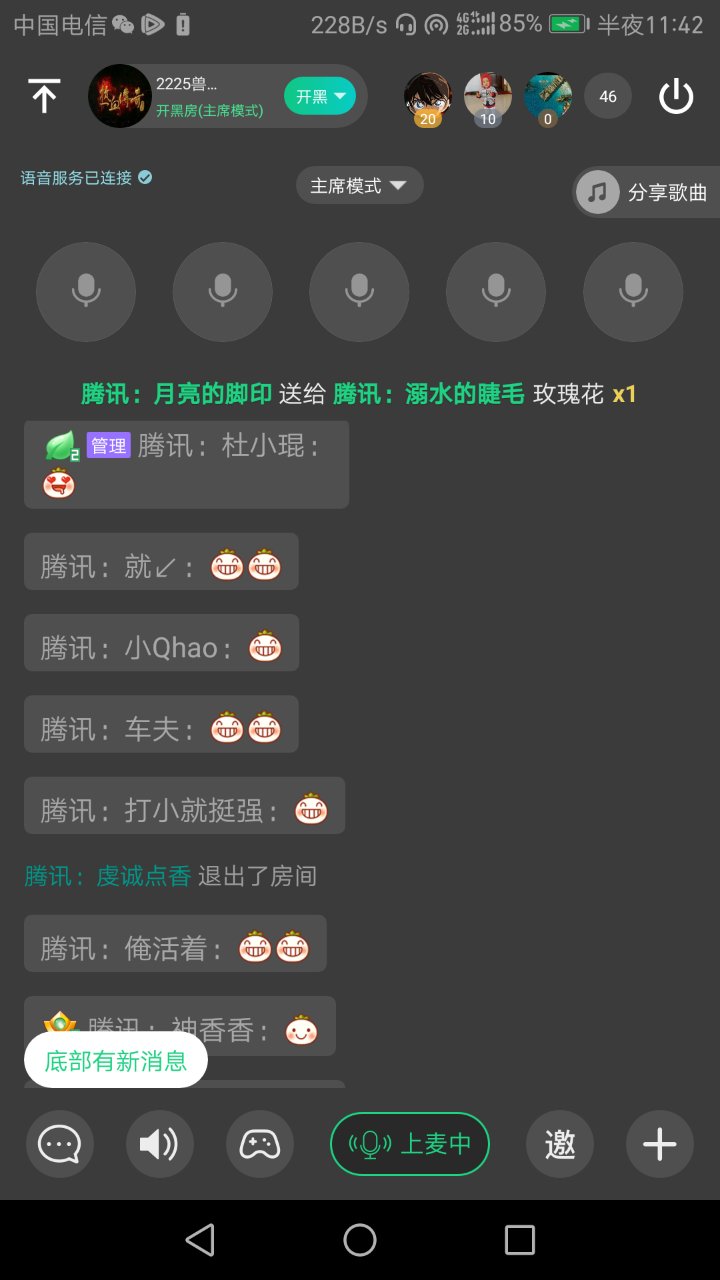 中国电信 228B/s 4G 2G 85% 半夜11:42
2225兽...
开黑房(主席模式)
开黑
20
10
0
46
语音服务已连接
主席模式
分享歌曲
腾讯：月亮的脚印 送给 腾讯：溺水的睫毛 玫瑰花 x1
2 管理 腾讯：杜小琨：
腾讯：就↙：
腾讯：小Qhao：
腾讯：车夫：
腾讯：打小就挺强：
腾讯：虔诚点香 退出了房间
腾讯：俺活着：
腾讯：神香香：
底部有新消息
上麦中
邀